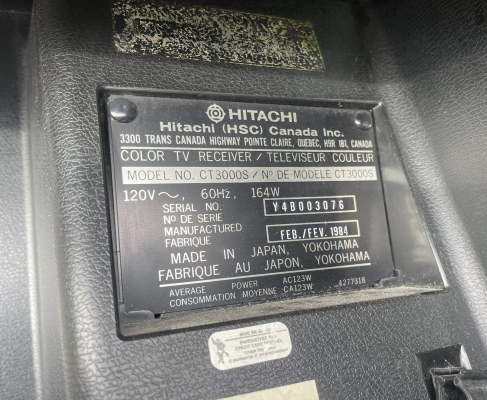 HITACHI
Hitachi (HSC) Canada Inc.
3300 TRANS CANADA HIGHWAY POINTE CLAIRE, QUEBEC, H9R 1B1, CANADA
COLOR TV RECEIVER / TELEVISEUR COULEUR
MODEL NO. CT3000S / Nº DE MODELE CT3000S
120V ~, 60Hz, 164W
SERIAL NO. Y4B003076
Nº DE SERIE
MANUFACTURED FEB./FEV. 1984
FABRIQUE
MADE IN JAPAN, YOKOHAMA
FABRIQUE AU JAPON, YOKOHAMA
AVERAGE POWER AC123W
CONSOMMATION MOYENNE CA123W 4277318